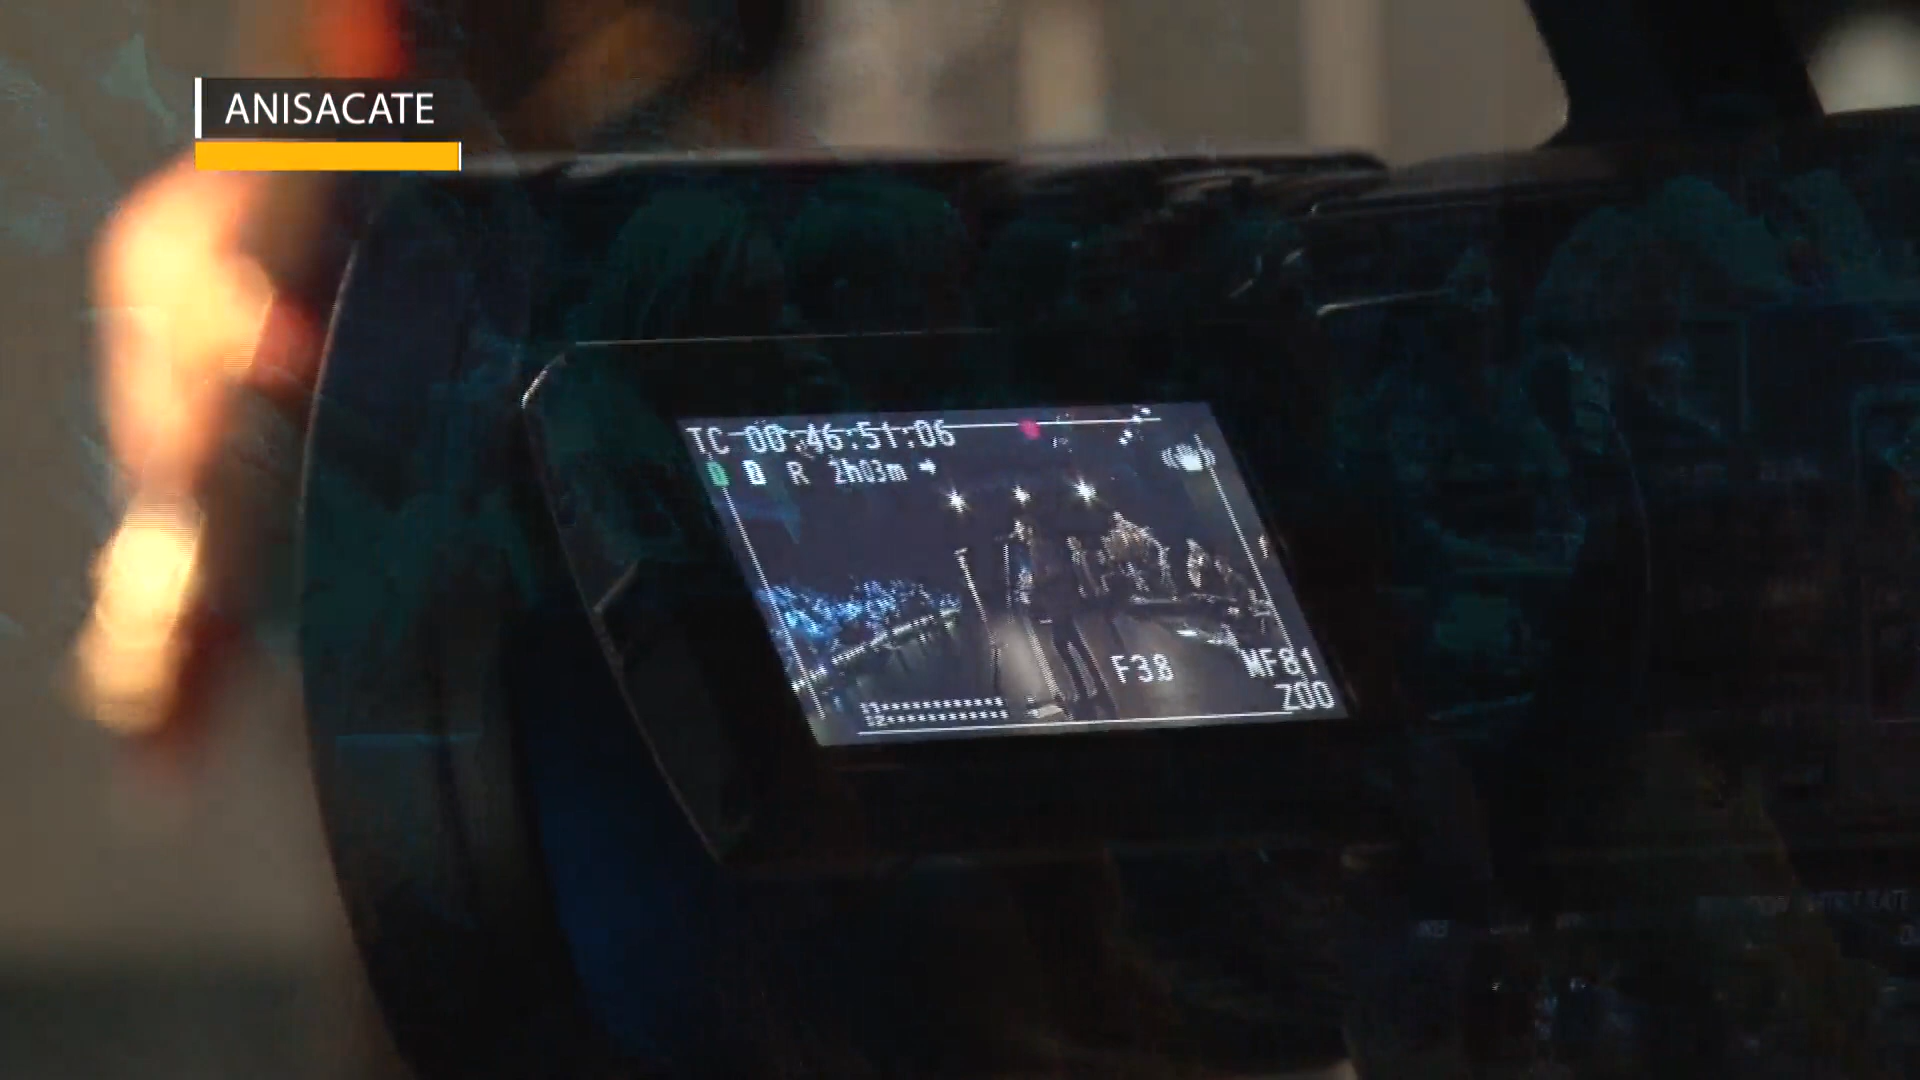 ANISACATE
TC 00:46:51:06
R 2h03m
F3.8
MF81
Z00